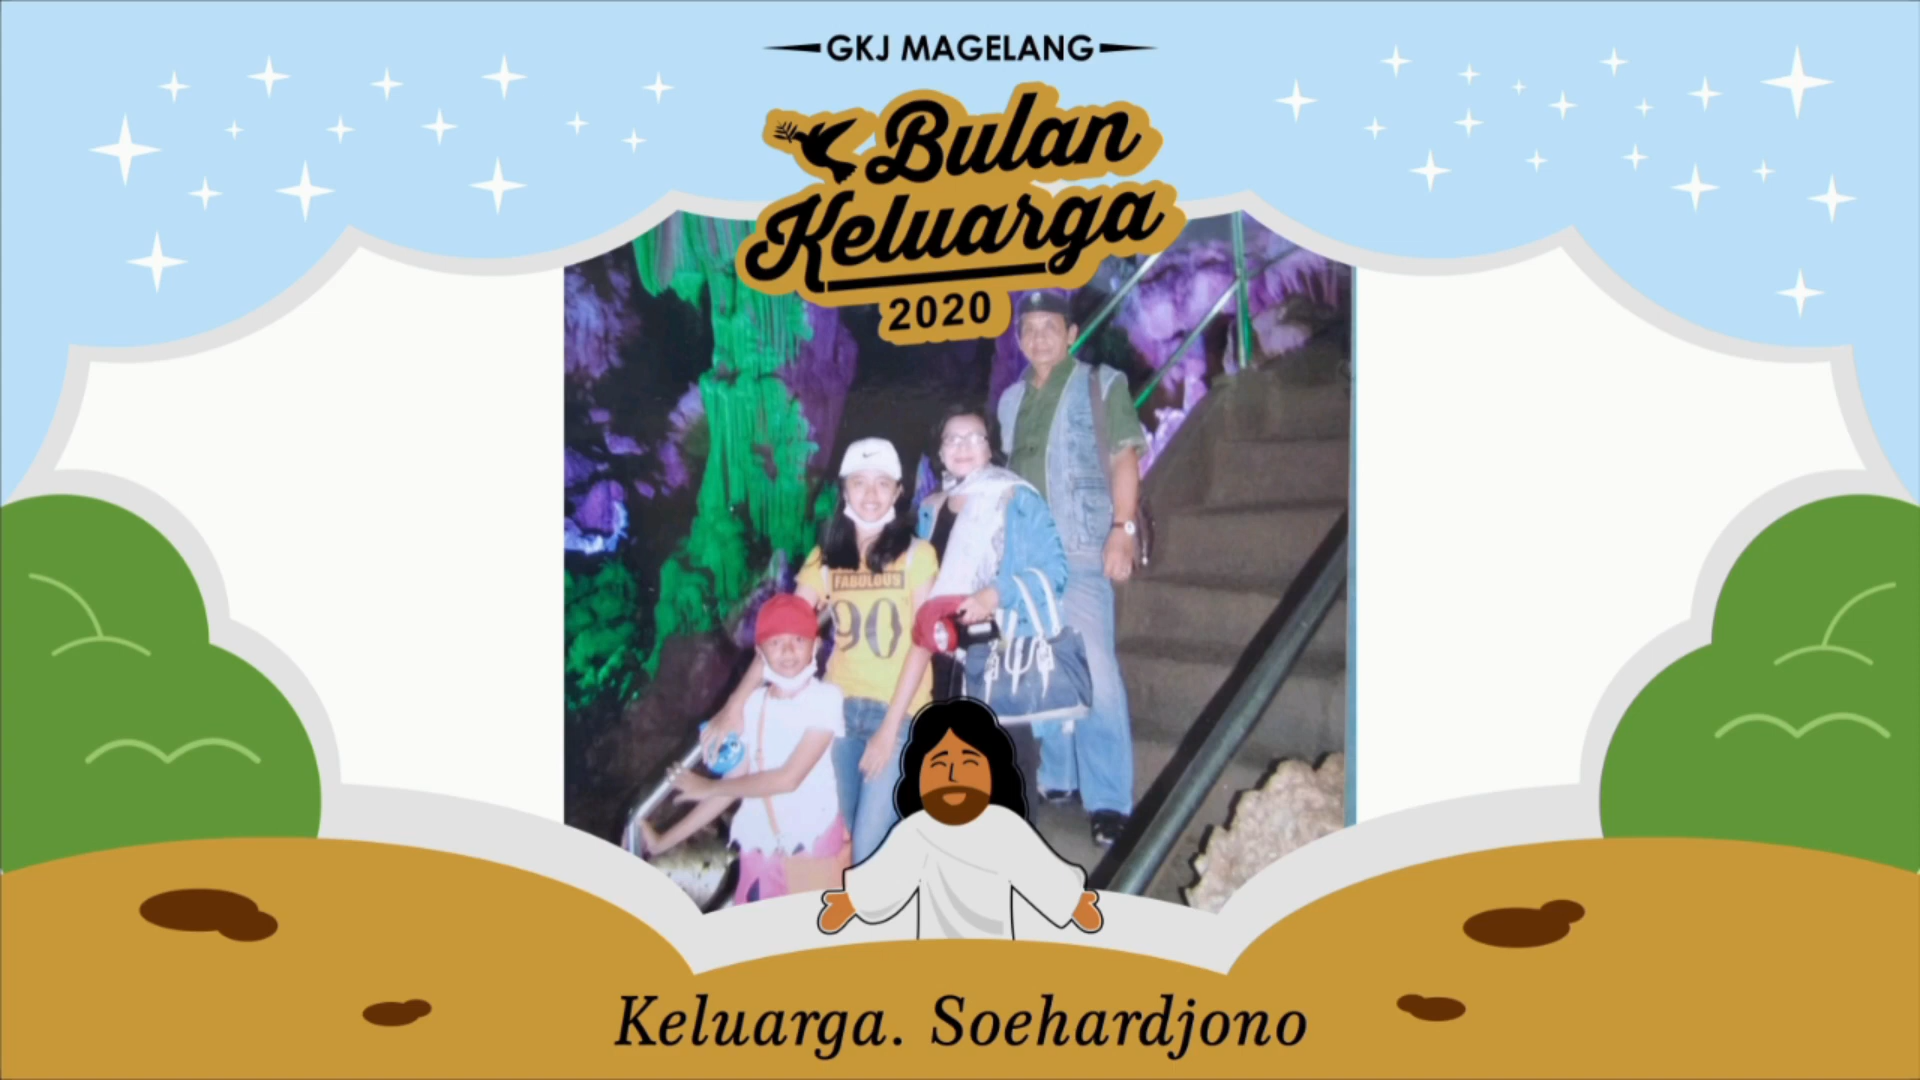 GKJ MAGELANG
Bulan
Keluarga
2020
FABULOUS
90
Keluarga. Soehardjono